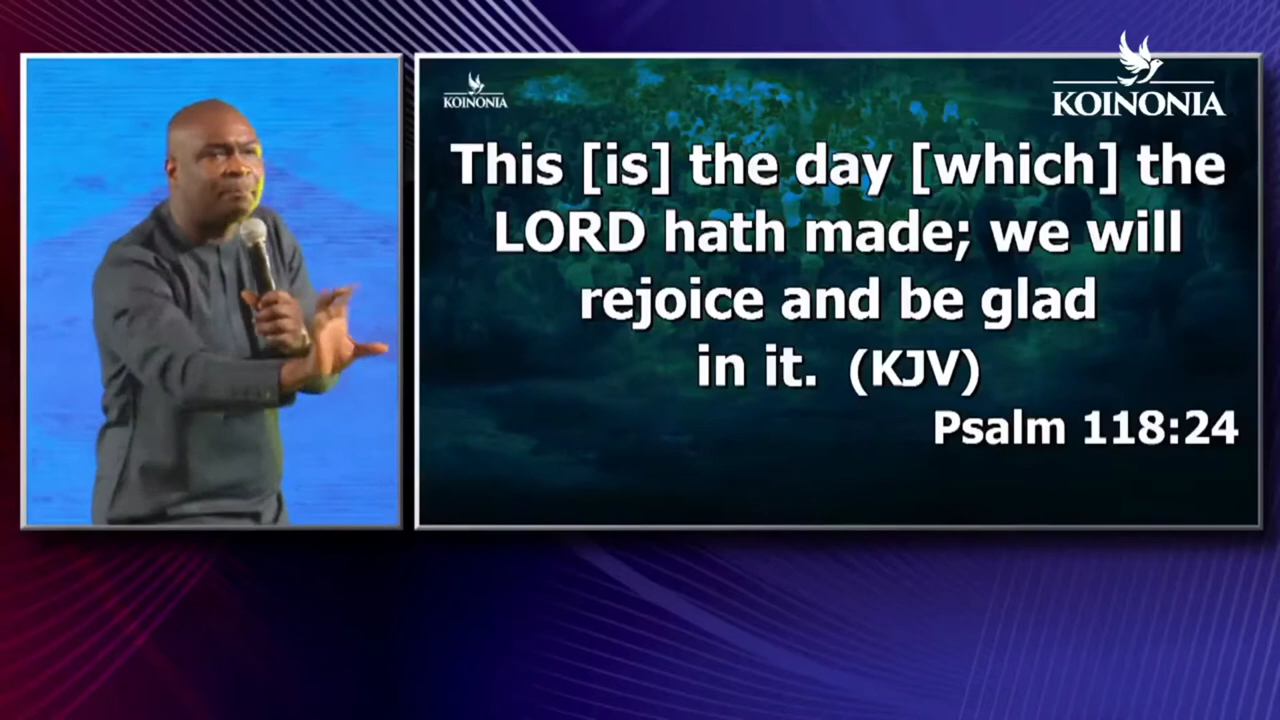 KOINONIA
KOINONIA
This [is] the day [which] the
LORD hath made; we will
rejoice and be glad
in it. (KJV)
Psalm 118:24